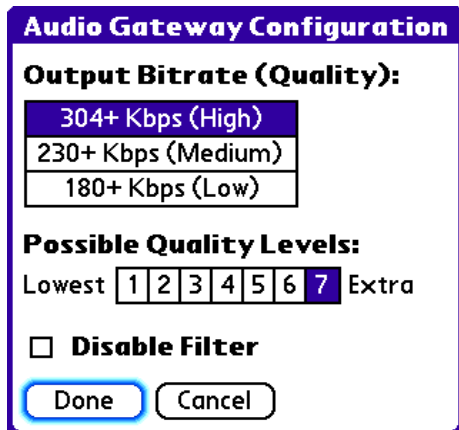 Audio Gateway Configuration
Output Bitrate (Quality):
304+ Kbps (High)
230+ Kbps (Medium)
180+ Kbps (Low)
Possible Quality Levels:
Lowest 1 2 3 4 5 6 7 Extra
Disable Filter
Done Cancel